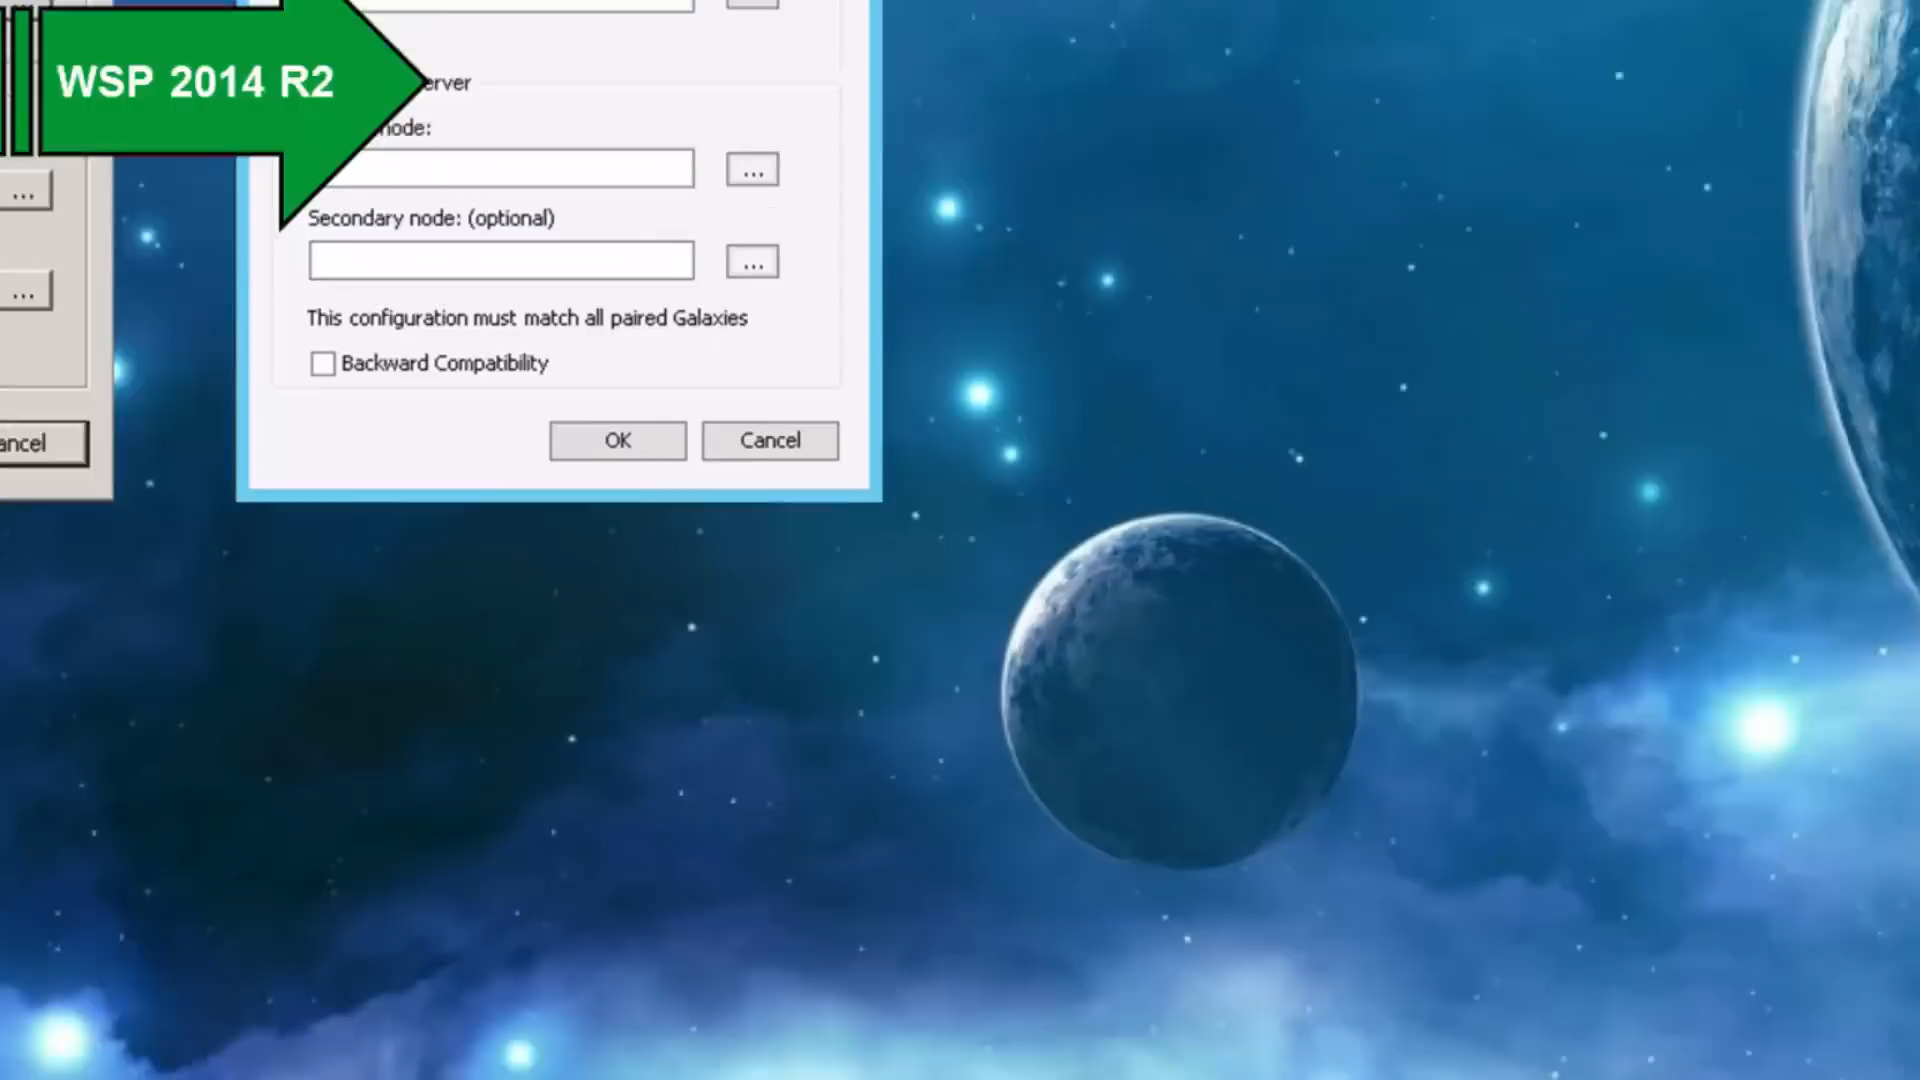 WSP 2014 R2
erver
node:
...
...
Secondary node: (optional)
...
...
This configuration must match all paired Galaxies
Backward Compatibility
ancel
OK
Cancel